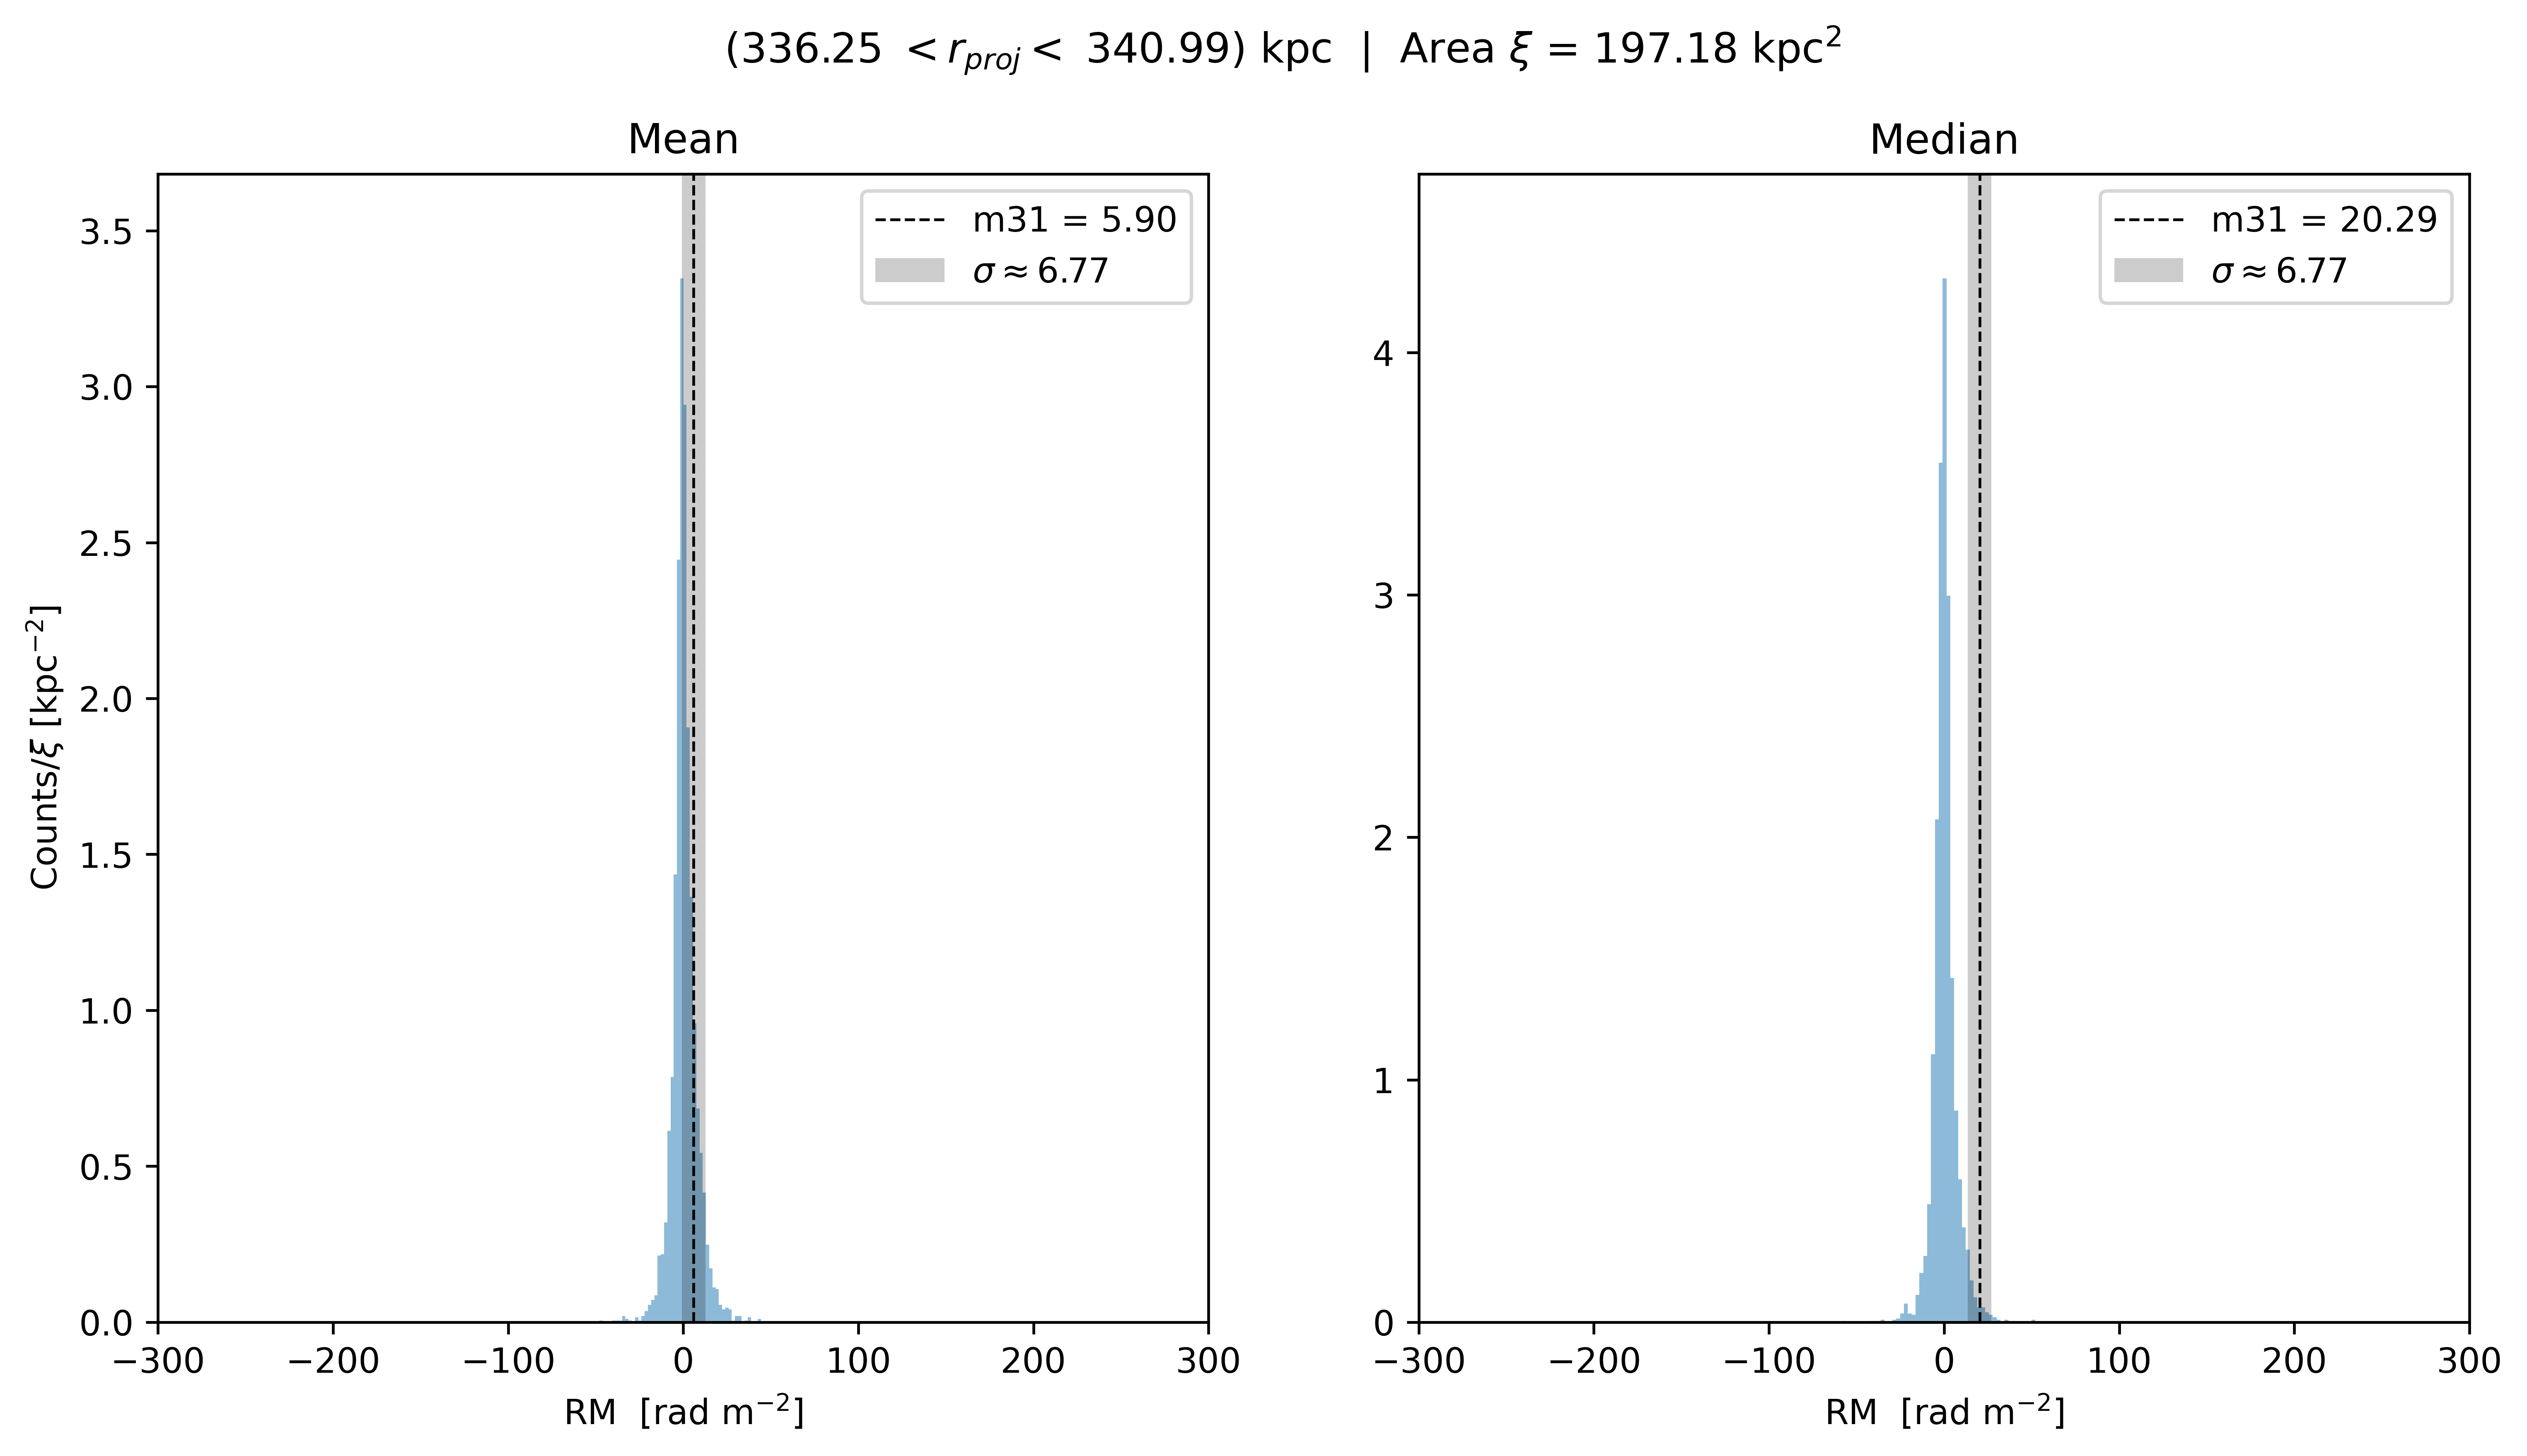 (336.25 < r_proj < 340.99) kpc | Area ξ = 197.18 kpc²
Mean
Median
m31 = 5.90
σ ≈ 6.77
m31 = 20.29
σ ≈ 6.77
Counts/ξ [kpc⁻²]
3.5
3.0
2.5
2.0
1.5
1.0
0.5
0.0
4
3
2
1
0
−300 −200 −100 0 100 200 300
−300 −200 −100 0 100 200 300
RM [rad m⁻²]
RM [rad m⁻²]